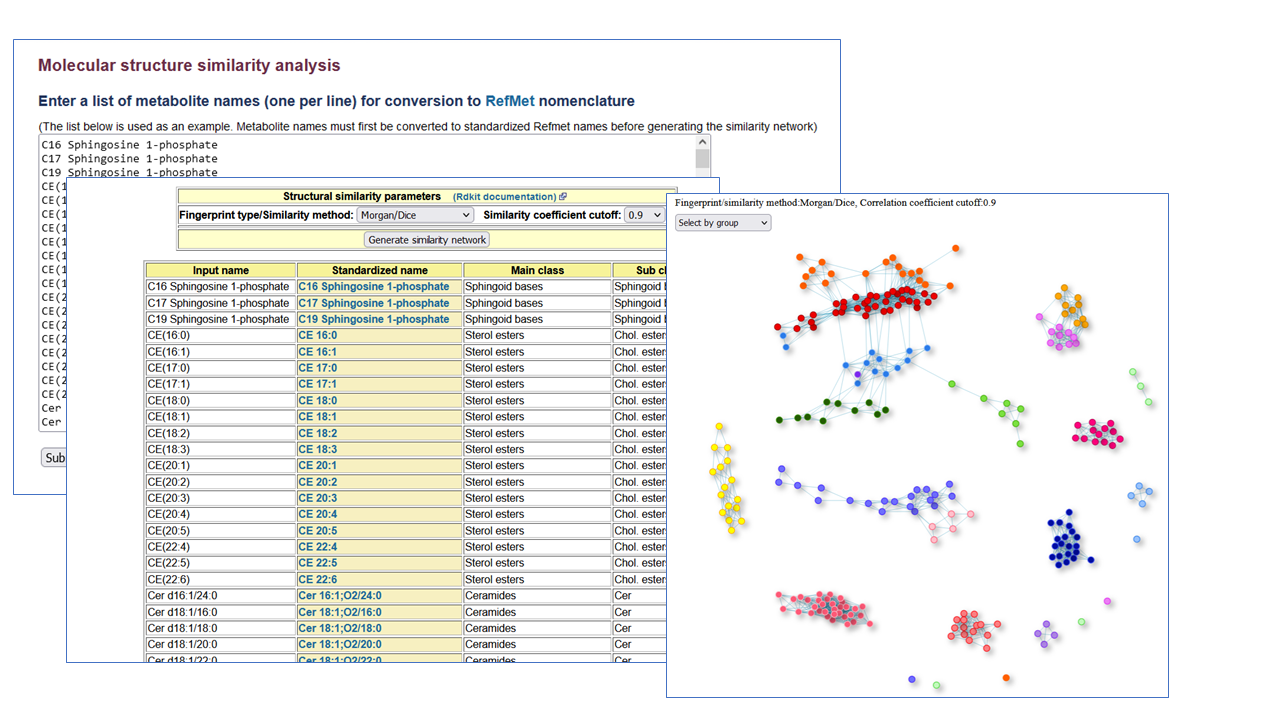 Molecular structure similarity analysis
Enter a list of metabolite names (one per line) for conversion to RefMet nomenclature
(The list below is used as an example. Metabolite names must first be converted to standardized Refmet names before generating the similarity network)
C16 Sphingosine 1-phosphate
C17 Sphingosine 1-phosphate
C19 Sphingosine 1-phosphate
CE(1
CE(1
CE(1
CE(1
CE(1
CE(1
CE(1
CE(1
CE(2
CE(2
CE(2
CE(2
CE(2
CE(2
CE(2
CE(2
Cer
Cer
Sub
Structural similarity parameters (Rdkit documentation)
Fingerprint type/Similarity method: Morgan/Dice Similarity coefficient cutoff: 0.9
Generate similarity network
Input name Standardized name Main class Sub cl
C16 Sphingosine 1-phosphate C16 Sphingosine 1-phosphate Sphingoid bases Sphingoid
C17 Sphingosine 1-phosphate C17 Sphingosine 1-phosphate Sphingoid bases Sphingoid
C19 Sphingosine 1-phosphate C19 Sphingosine 1-phosphate Sphingoid bases Sphingoid
CE(16:0) CE 16:0 Sterol esters Chol. ester
CE(16:1) CE 16:1 Sterol esters Chol. ester
CE(17:0) CE 17:0 Sterol esters Chol. ester
CE(17:1) CE 17:1 Sterol esters Chol. ester
CE(18:0) CE 18:0 Sterol esters Chol. ester
CE(18:1) CE 18:1 Sterol esters Chol. ester
CE(18:2) CE 18:2 Sterol esters Chol. ester
CE(18:3) CE 18:3 Sterol esters Chol. ester
CE(20:1) CE 20:1 Sterol esters Chol. ester
CE(20:2) CE 20:2 Sterol esters Chol. ester
CE(20:3) CE 20:3 Sterol esters Chol. ester
CE(20:4) CE 20:4 Sterol esters Chol. ester
CE(20:5) CE 20:5 Sterol esters Chol. ester
CE(22:4) CE 22:4 Sterol esters Chol. ester
CE(22:5) CE 22:5 Sterol esters Chol. ester
CE(22:6) CE 22:6 Sterol esters Chol. ester
Cer d16:1/24:0 Cer 16:1;O2/24:0 Ceramides Cer
Cer d18:1/16:0 Cer 18:1;O2/16:0 Ceramides Cer
Cer d18:1/18:0 Cer 18:1;O2/18:0 Ceramides Cer
Cer d18:1/20:0 Cer 18:1;O2/20:0 Ceramides Cer
Cer d18:1/22:0 Cer 18:1;O2/22:0 Ceramides Cer
Fingerprint/similarity method:Morgan/Dice, Correlation coefficient cutoff:0.9
Select by group